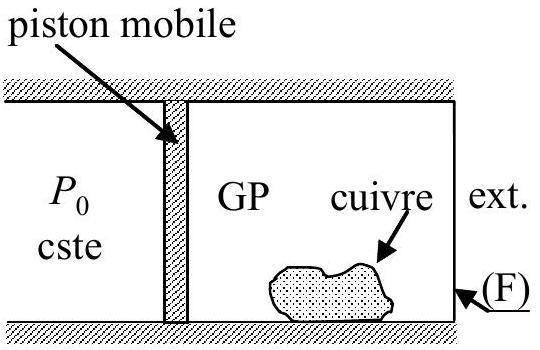 piston mobile
P₀
cste
GP
cuivre
ext.
(F)